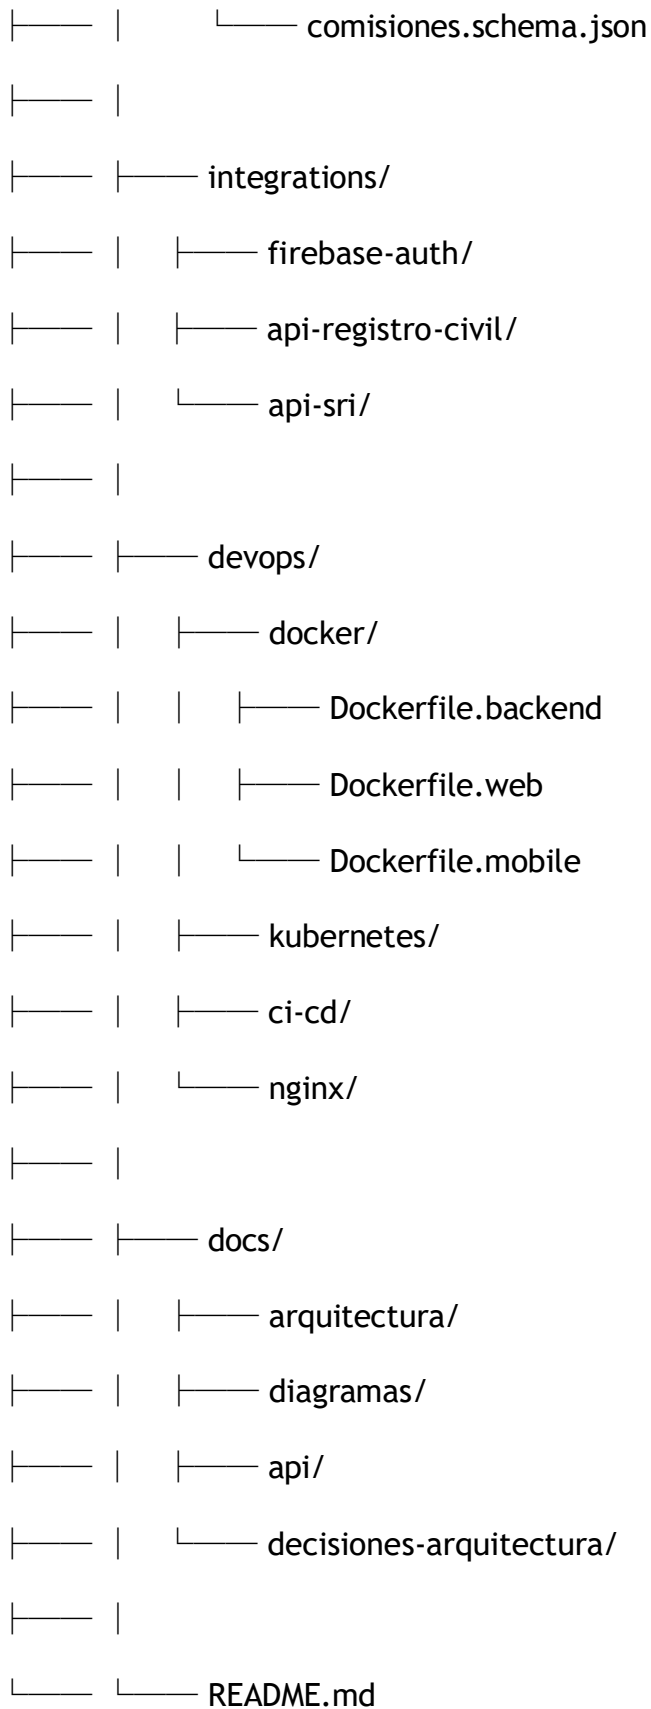 ├── │       └── comisiones.schema.json
├── │
├── ├── integrations/
├── │   ├── firebase-auth/
├── │   ├── api-registro-civil/
├── │   └── api-sri/
├── │
├── ├── devops/
├── │   ├── docker/
├── │   │   ├── Dockerfile.backend
├── │   │   ├── Dockerfile.web
├── │   │   └── Dockerfile.mobile
├── │   ├── kubernetes/
├── │   ├── ci-cd/
├── │   └── nginx/
├── │
├── ├── docs/
├── │   ├── arquitectura/
├── │   ├── diagramas/
├── │   ├── api/
├── │   └── decisiones-arquitectura/
├── │
└── └── README.md